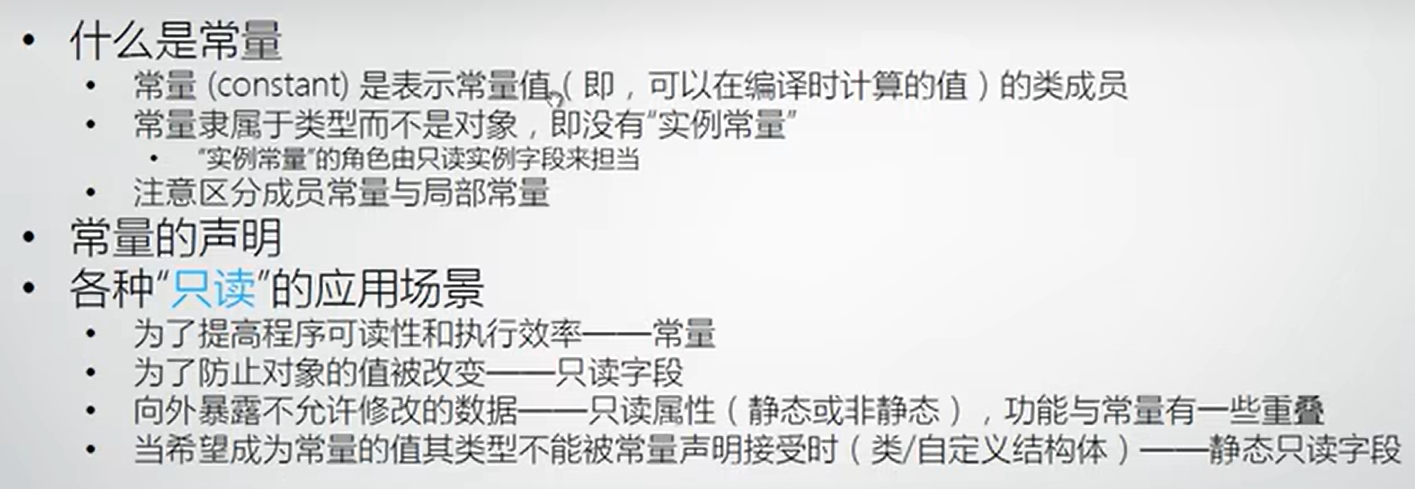 • 什么是常量
• 常量 (constant) 是表示常量值（即，可以在编译时计算的值）的类成员
• 常量隶属于类型而不是对象，即没有“实例常量”
• “实例常量”的角色由只读实例字段来担当
• 注意区分成员常量与局部常量
• 常量的声明
• 各种“只读”的应用场景
• 为了提高程序可读性和执行效率——常量
• 为了防止对象的值被改变——只读字段
• 向外暴露不允许修改的数据——只读属性（静态或非静态），功能与常量有一些重叠
• 当希望成为常量的值其类型不能被常量声明接受时（类/自定义结构体）——静态只读字段